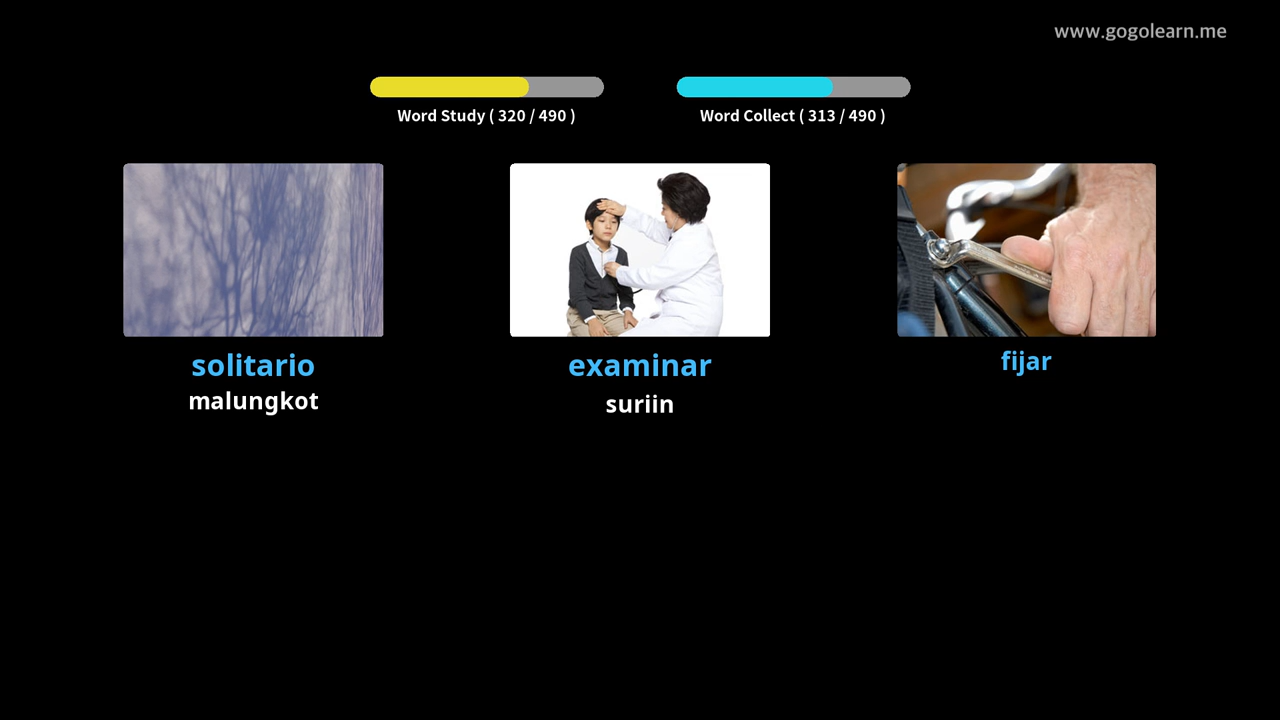 www.gogolearn.me
Word Study ( 320 / 490 )
Word Collect ( 313 / 490 )
solitario
malungkot
examinar
suriin
fijar